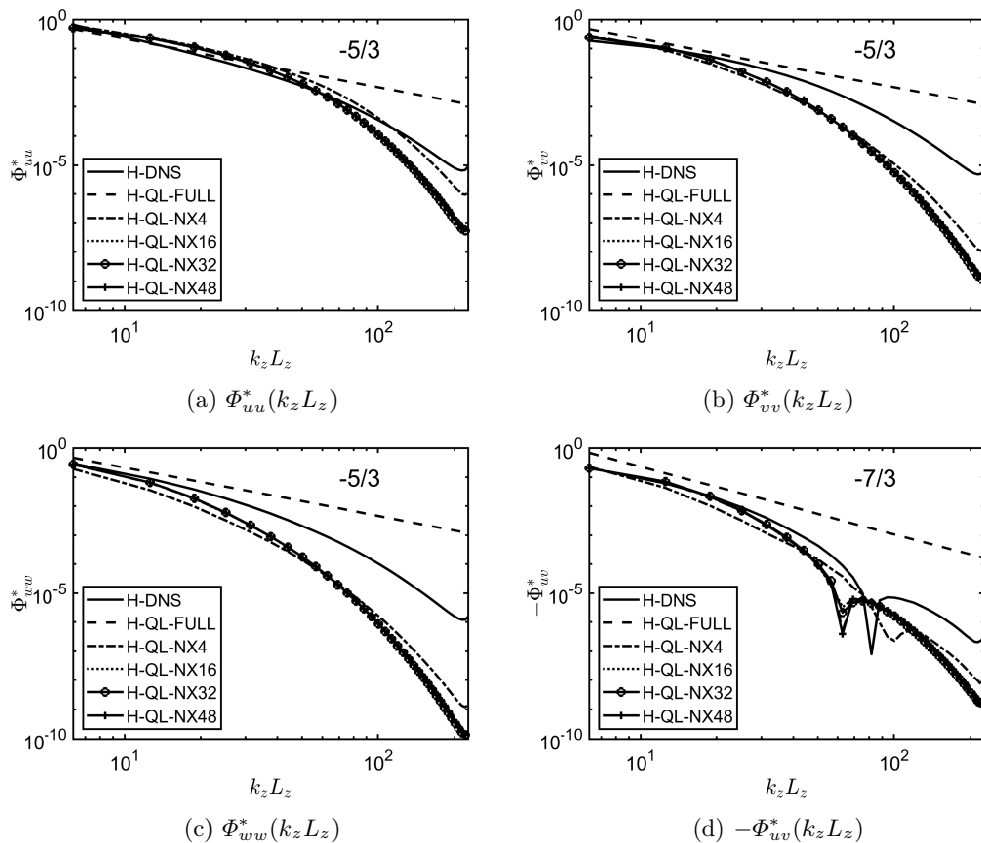 10^0
10^-5
10^-10
Φ*_uu
-5/3
H-DNS
H-QL-FULL
H-QL-NX4
H-QL-NX16
H-QL-NX32
H-QL-NX48
10^1
10^2
k_z L_z
(a) Φ*_uu(k_z L_z)
10^0
10^-5
10^-10
Φ*_vv
-5/3
H-DNS
H-QL-FULL
H-QL-NX4
H-QL-NX16
H-QL-NX32
H-QL-NX48
10^1
10^2
k_z L_z
(b) Φ*_vv(k_z L_z)
10^0
10^-5
10^-10
Φ*_ww
-5/3
H-DNS
H-QL-FULL
H-QL-NX4
H-QL-NX16
H-QL-NX32
H-QL-NX48
10^1
10^2
k_z L_z
(c) Φ*_ww(k_z L_z)
10^0
10^-5
10^-10
−Φ*_uv
-7/3
H-DNS
H-QL-FULL
H-QL-NX4
H-QL-NX16
H-QL-NX32
H-QL-NX48
10^1
10^2
k_z L_z
(d) −Φ*_uv(k_z L_z)